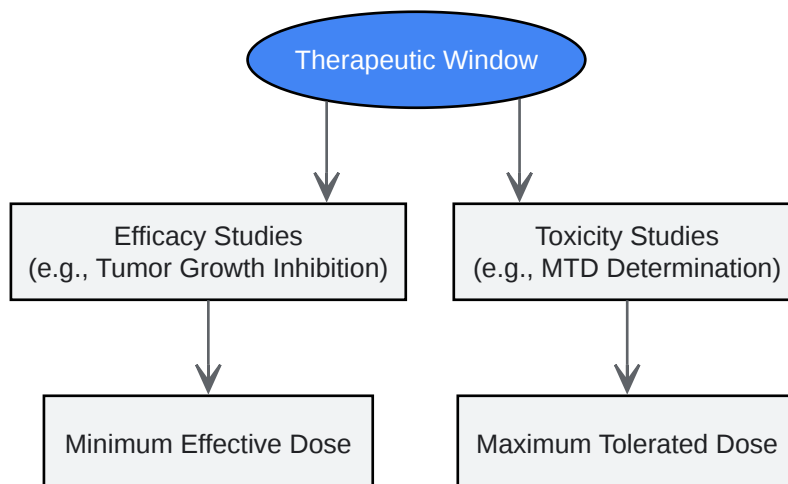 Therapeutic Window
Efficacy Studies
(e.g., Tumor Growth Inhibition)
Toxicity Studies
(e.g., MTD Determination)
Minimum Effective Dose
Maximum Tolerated Dose